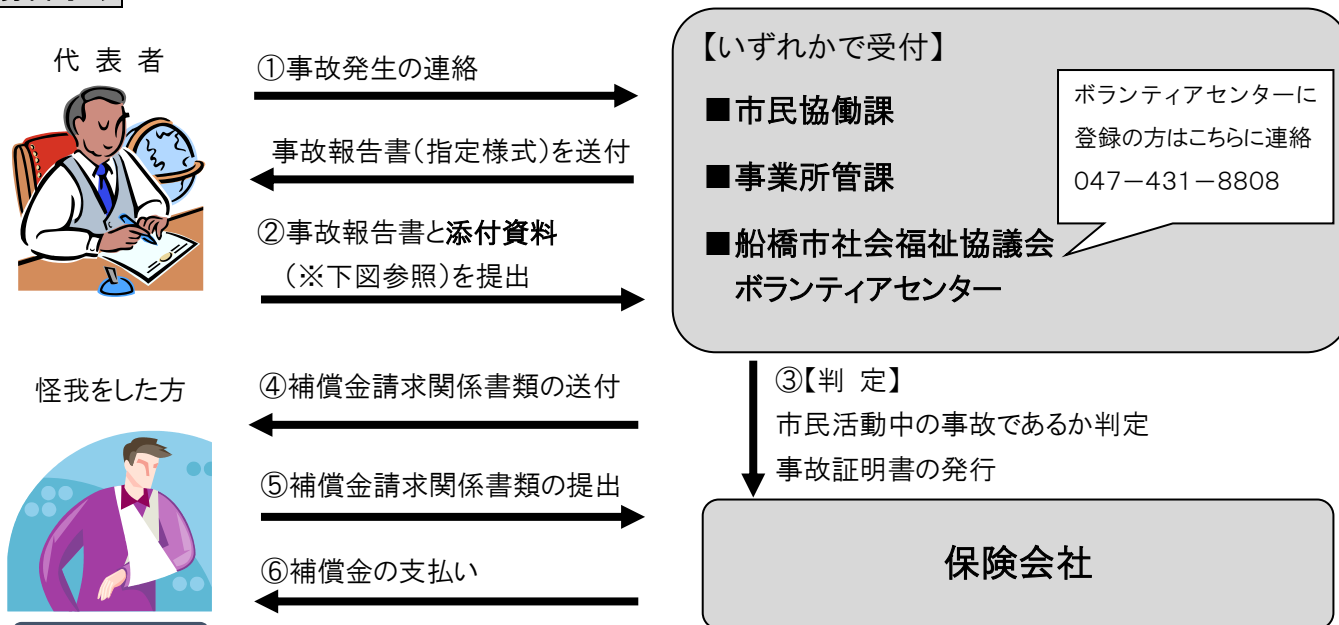 代 表 者
①事故発生の連絡
事故報告書(指定様式)を送付
②事故報告書と添付資料
(※下図参照)を提出
【いずれかで受付】
■市民協働課
■事業所管課
■船橋市社会福祉協議会
ボランティアセンター
ボランティアセンターに
登録の方はこちらに連絡
047-431-8808
③【判 定】
市民活動中の事故であるか判定
事故証明書の発行
怪我をした方
④補償金請求関係書類の送付
⑤補償金請求関係書類の提出
⑥補償金の支払い
保険会社